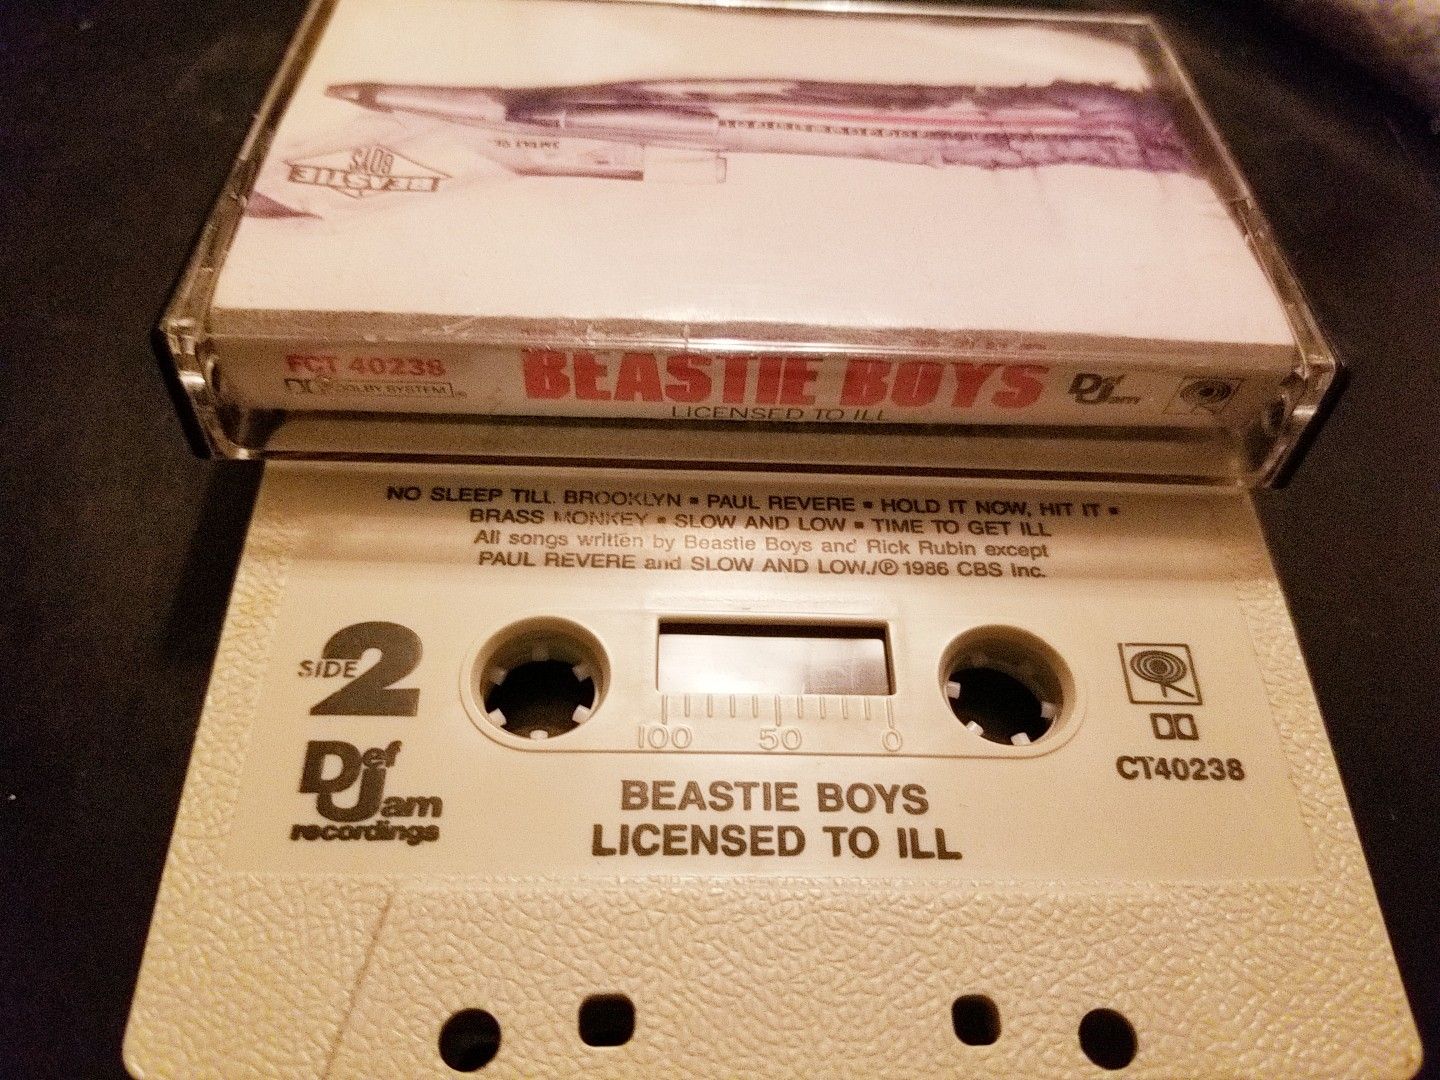 BEASTIE
BOYS
FCT 40238
DOLBY SYSTEM
BEASTIE BOYS
LICENSED TO ILL
Def Jam
NO SLEEP TILL BROOKLYN ▪ PAUL REVERE ▪ HOLD IT NOW, HIT IT ▪
BRASS MONKEY ▪ SLOW AND LOW ▪ TIME TO GET ILL
All songs written by Beastie Boys and Rick Rubin except
PAUL REVERE and SLOW AND LOW./℗ 1986 CBS Inc.
SIDE 2
Def Jam
recordings
100 50 0
CT40238
BEASTIE BOYS
LICENSED TO ILL